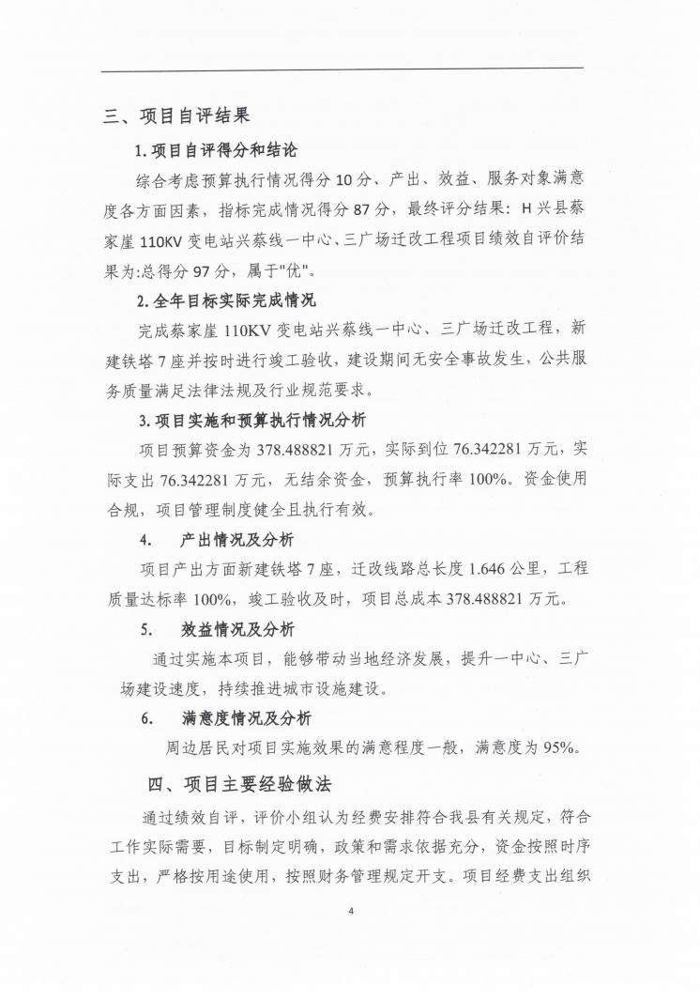 三、项目自评结果
1.项目自评得分和结论
综合考虑预算执行情况得分 10 分、产出、效益、服务对象满意
度各方面因素，指标完成情况得分 87 分，最终评分结果：H 兴县蔡
家崖 110KV 变电站兴蔡线一中心、三广场迁改工程项目绩效自评价结
果为:总得分 97 分，属于"优"。
2.全年目标实际完成情况
完成蔡家崖 110KV 变电站兴蔡线一中心、三广场迁改工程，新
建铁塔 7 座并按时进行竣工验收，建设期间无安全事故发生，公共服
务质量满足法律法规及行业规范要求。
3.项目实施和预算执行情况分析
项目预算资金为 378.488821 万元，实际到位 76.342281 万元，实
际支出 76.342281 万元，无结余资金，预算执行率 100%。资金使用
合规，项目管理制度健全且执行有效。
4. 产出情况及分析
项目产出方面新建铁塔 7 座，迁改线路总长度 1.646 公里，工程
质量达标率 100%，竣工验收及时，项目总成本 378.488821 万元。
5. 效益情况及分析
通过实施本项目，能够带动当地经济发展，提升一中心、三广
场建设速度，持续推进城市设施建设。
6. 满意度情况及分析
周边居民对项目实施效果的满意程度一般，满意度为 95%。
四、项目主要经验做法
通过绩效自评，评价小组认为经费安排符合我县有关规定，符合
工作实际需要，目标制定明确，政策和需求依据充分，资金按照时序
支出，严格按用途使用，按照财务管理规定开支。项目经费支出组织
4